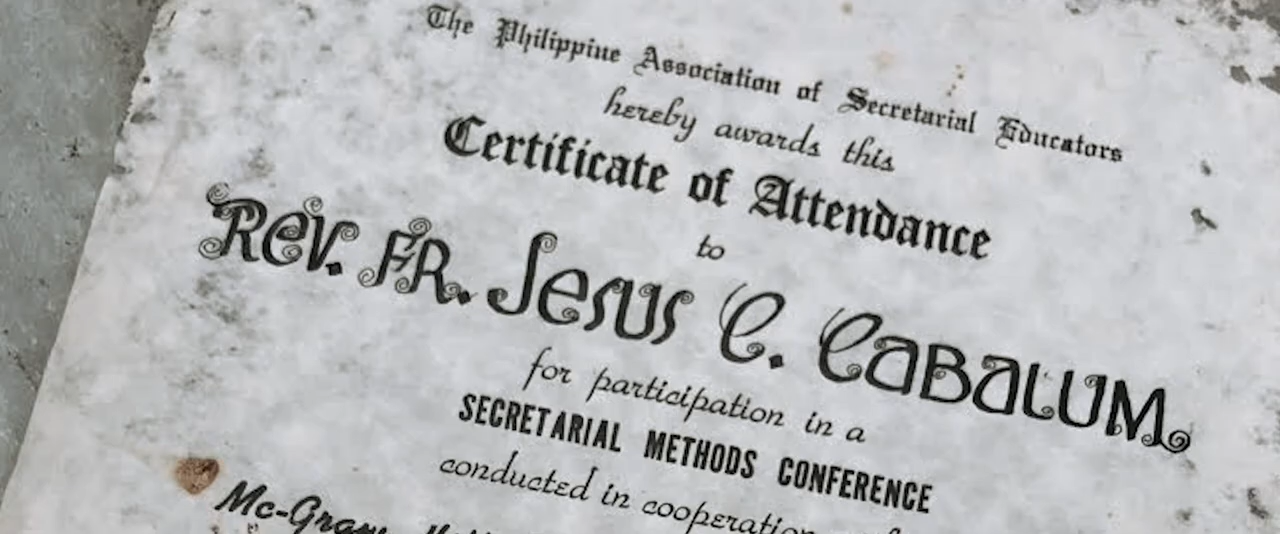 The Philippine Association of Secretarial Educators
hereby awards this
Certificate of Attendance
to
Rev. Fr. Jesus C. Cabalum
for participation in a
SECRETARIAL METHODS CONFERENCE
conducted in cooperation